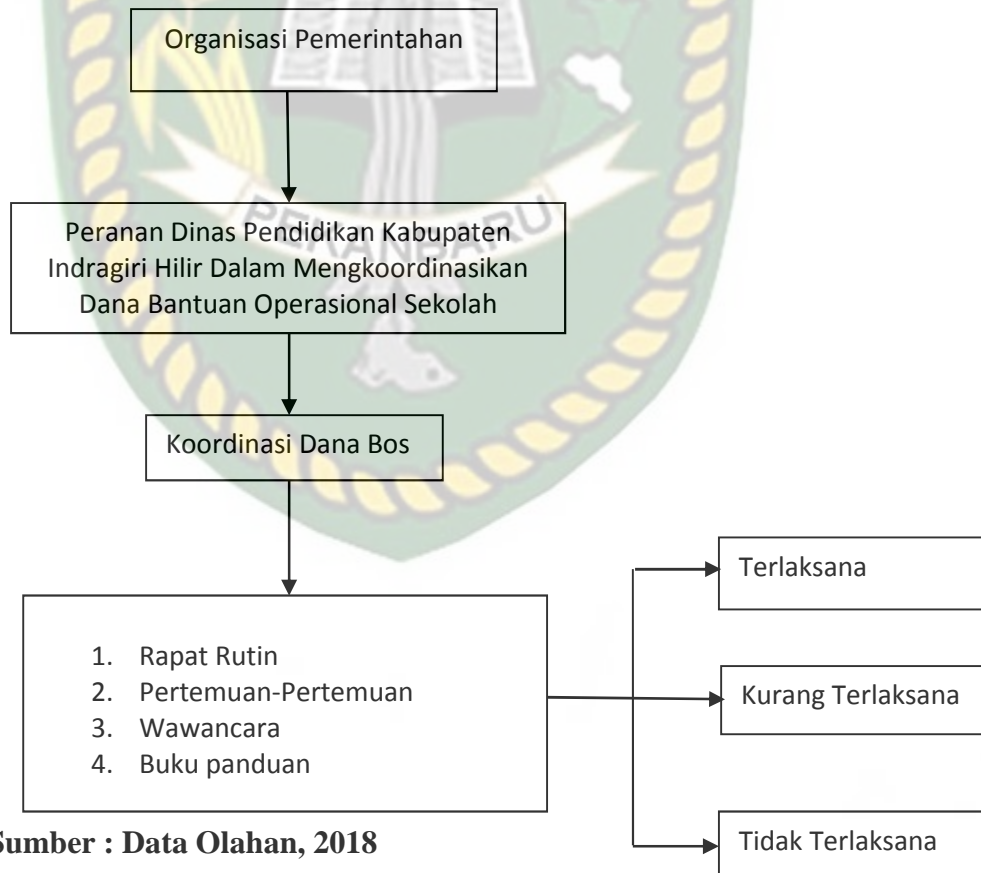 Organisasi Pemerintahan
PEKANBARU
Peranan Dinas Pendidikan Kabupaten
Indragiri Hilir Dalam Mengkoordinasikan
Dana Bantuan Operasional Sekolah
Koordinasi Dana Bos
1. Rapat Rutin
2. Pertemuan-Pertemuan
3. Wawancara
4. Buku panduan
Terlaksana
Kurang Terlaksana
Tidak Terlaksana
Sumber : Data Olahan, 2018